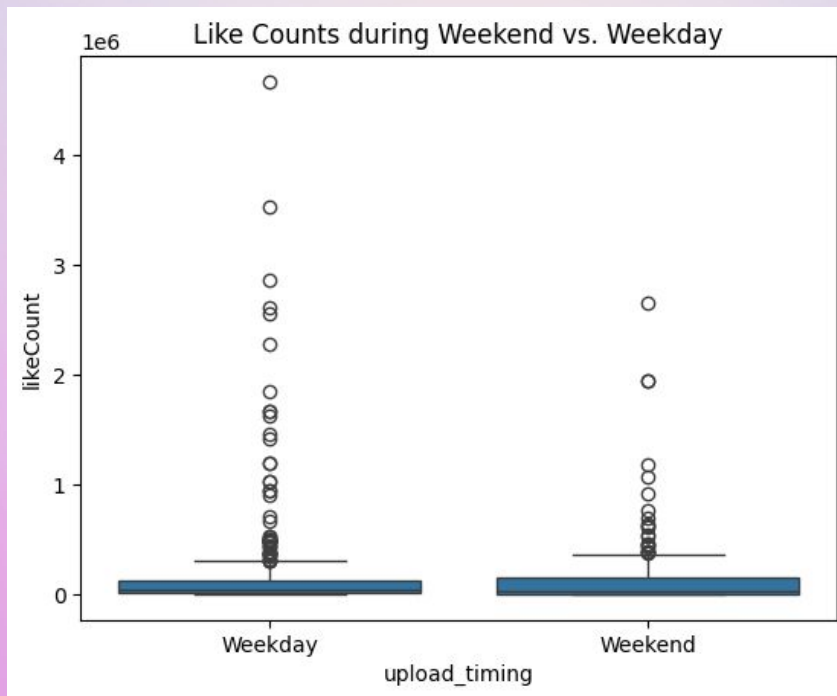 Like Counts during Weekend vs. Weekday
1e6
4
3
2
1
0
likeCount
Weekday
Weekend
upload_timing